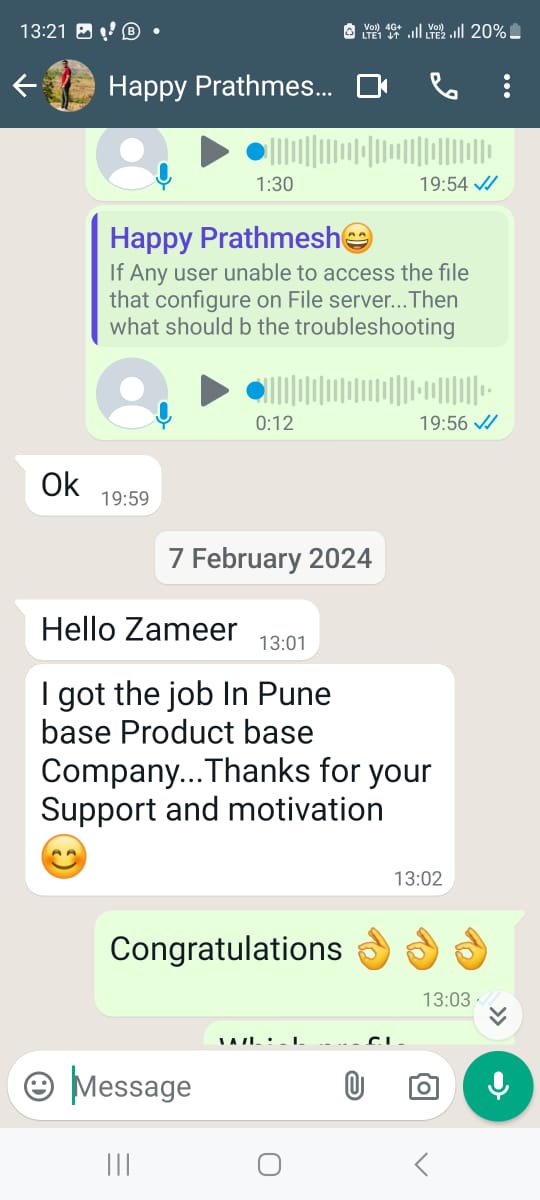 13:21
Vo)) 4G+ Vo))
LTE1 LTE2 20%
Happy Prathmes...
1:30 19:54
Happy Prathmesh😄
If Any user unable to access the file
that configure on File server...Then
what should b the troubleshooting
0:12 19:56
Ok 19:59
7 February 2024
Hello Zameer 13:01
I got the job In Pune
base Product base
Company...Thanks for your
Support and motivation
😊
13:02
Congratulations 👌👌👌
13:03
Which profile
Message